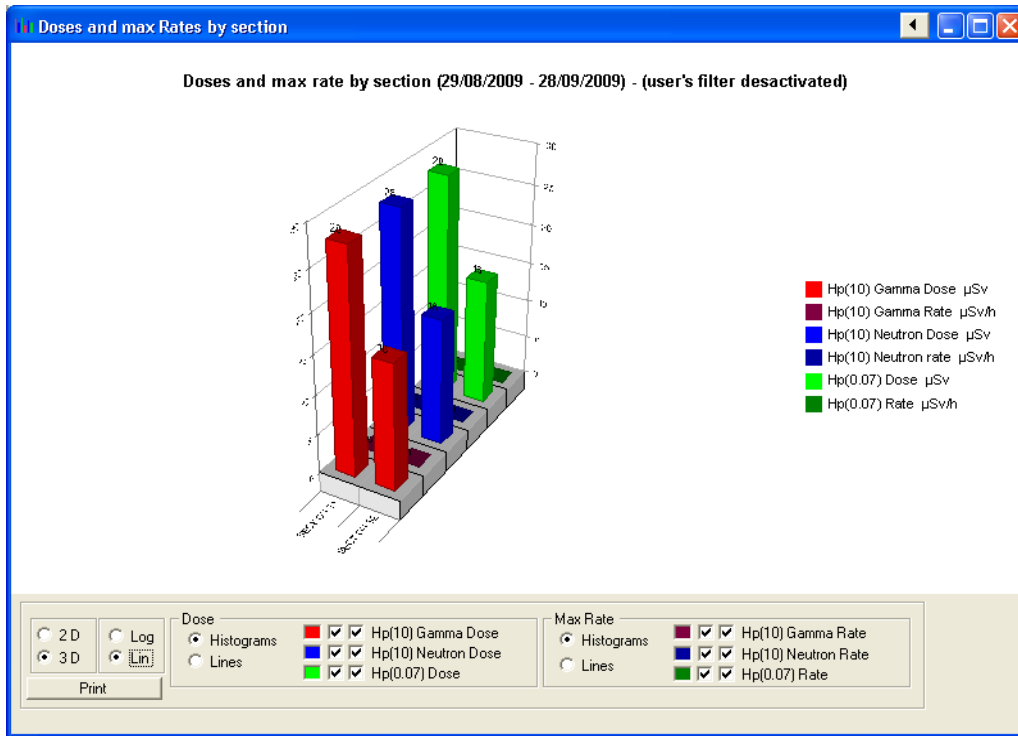 Doses and max Rates by section
Doses and max rate by section (29/08/2009 - 28/09/2009) - (user's filter desactivated)
Hp(10) Gamma Dose µSv
Hp(10) Gamma Rate µSv/h
Hp(10) Neutron Dose µSv
Hp(10) Neutron rate µSv/h
Hp(0.07) Dose µSv
Hp(0.07) Rate µSv/h
2 D
3 D
Log
Lin
Print
Dose
Histograms
Lines
Hp(10) Gamma Dose
Hp(10) Neutron Dose
Hp(0.07) Dose
Max Rate
Histograms
Lines
Hp(10) Gamma Rate
Hp(10) Neutron Rate
Hp(0.07) Rate